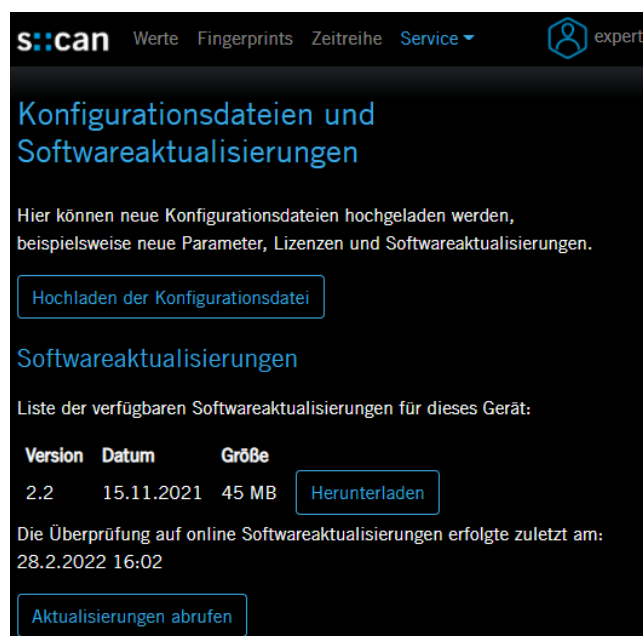 s::can Werte Fingerprints Zeitreihe Service expert
Konfigurationsdateien und
Softwareaktualisierungen
Hier können neue Konfigurationsdateien hochgeladen werden,
beispielsweise neue Parameter, Lizenzen und Softwareaktualisierungen.
Hochladen der Konfigurationsdatei
Softwareaktualisierungen
Liste der verfügbaren Softwareaktualisierungen für dieses Gerät:
Version Datum Größe
2.2 15.11.2021 45 MB Herunterladen
Die Überprüfung auf online Softwareaktualisierungen erfolgte zuletzt am:
28.2.2022 16:02
Aktualisierungen abrufen